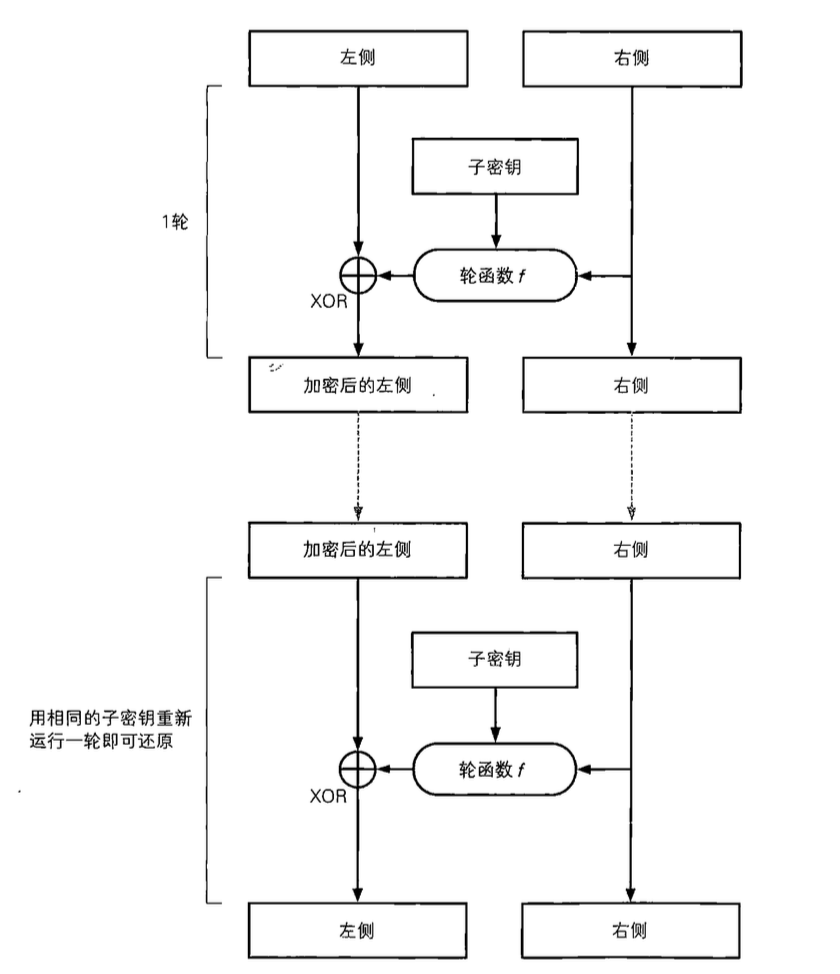 左侧
右侧
子密钥
1轮
轮函数 f
XOR
加密后的左侧
右侧
加密后的左侧
右侧
子密钥
用相同的子密钥重新
运行一轮即可还原
轮函数 f
XOR
左侧
右侧